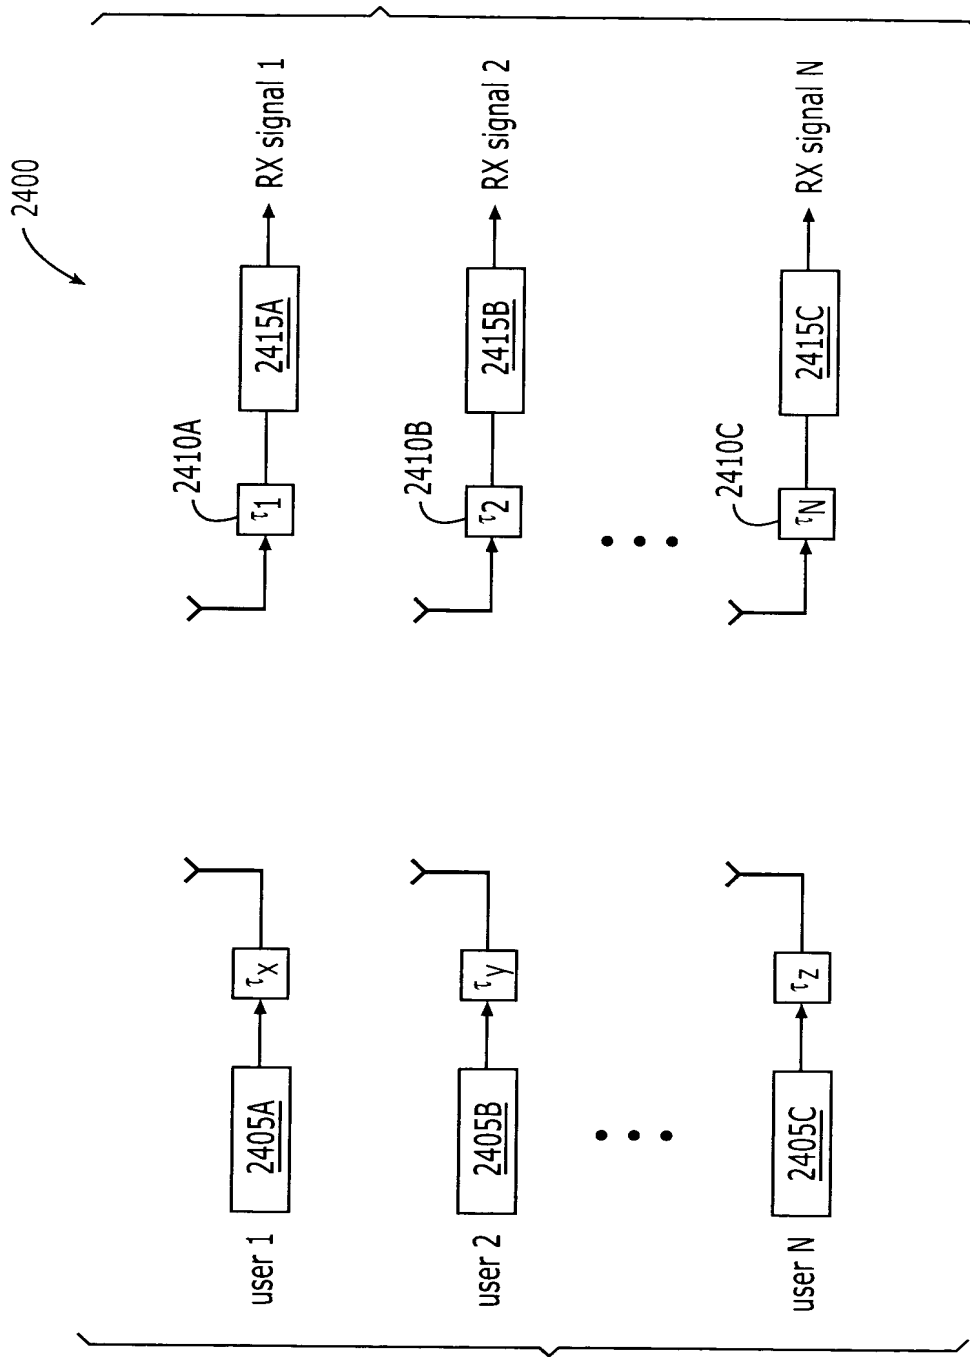 2400
user 1
2405A
τx
2410A
τ1
2415A
RX signal 1
user 2
2405B
τy
2410B
τ2
2415B
RX signal 2
user N
2405C
τz
2410C
τN
2415C
RX signal N